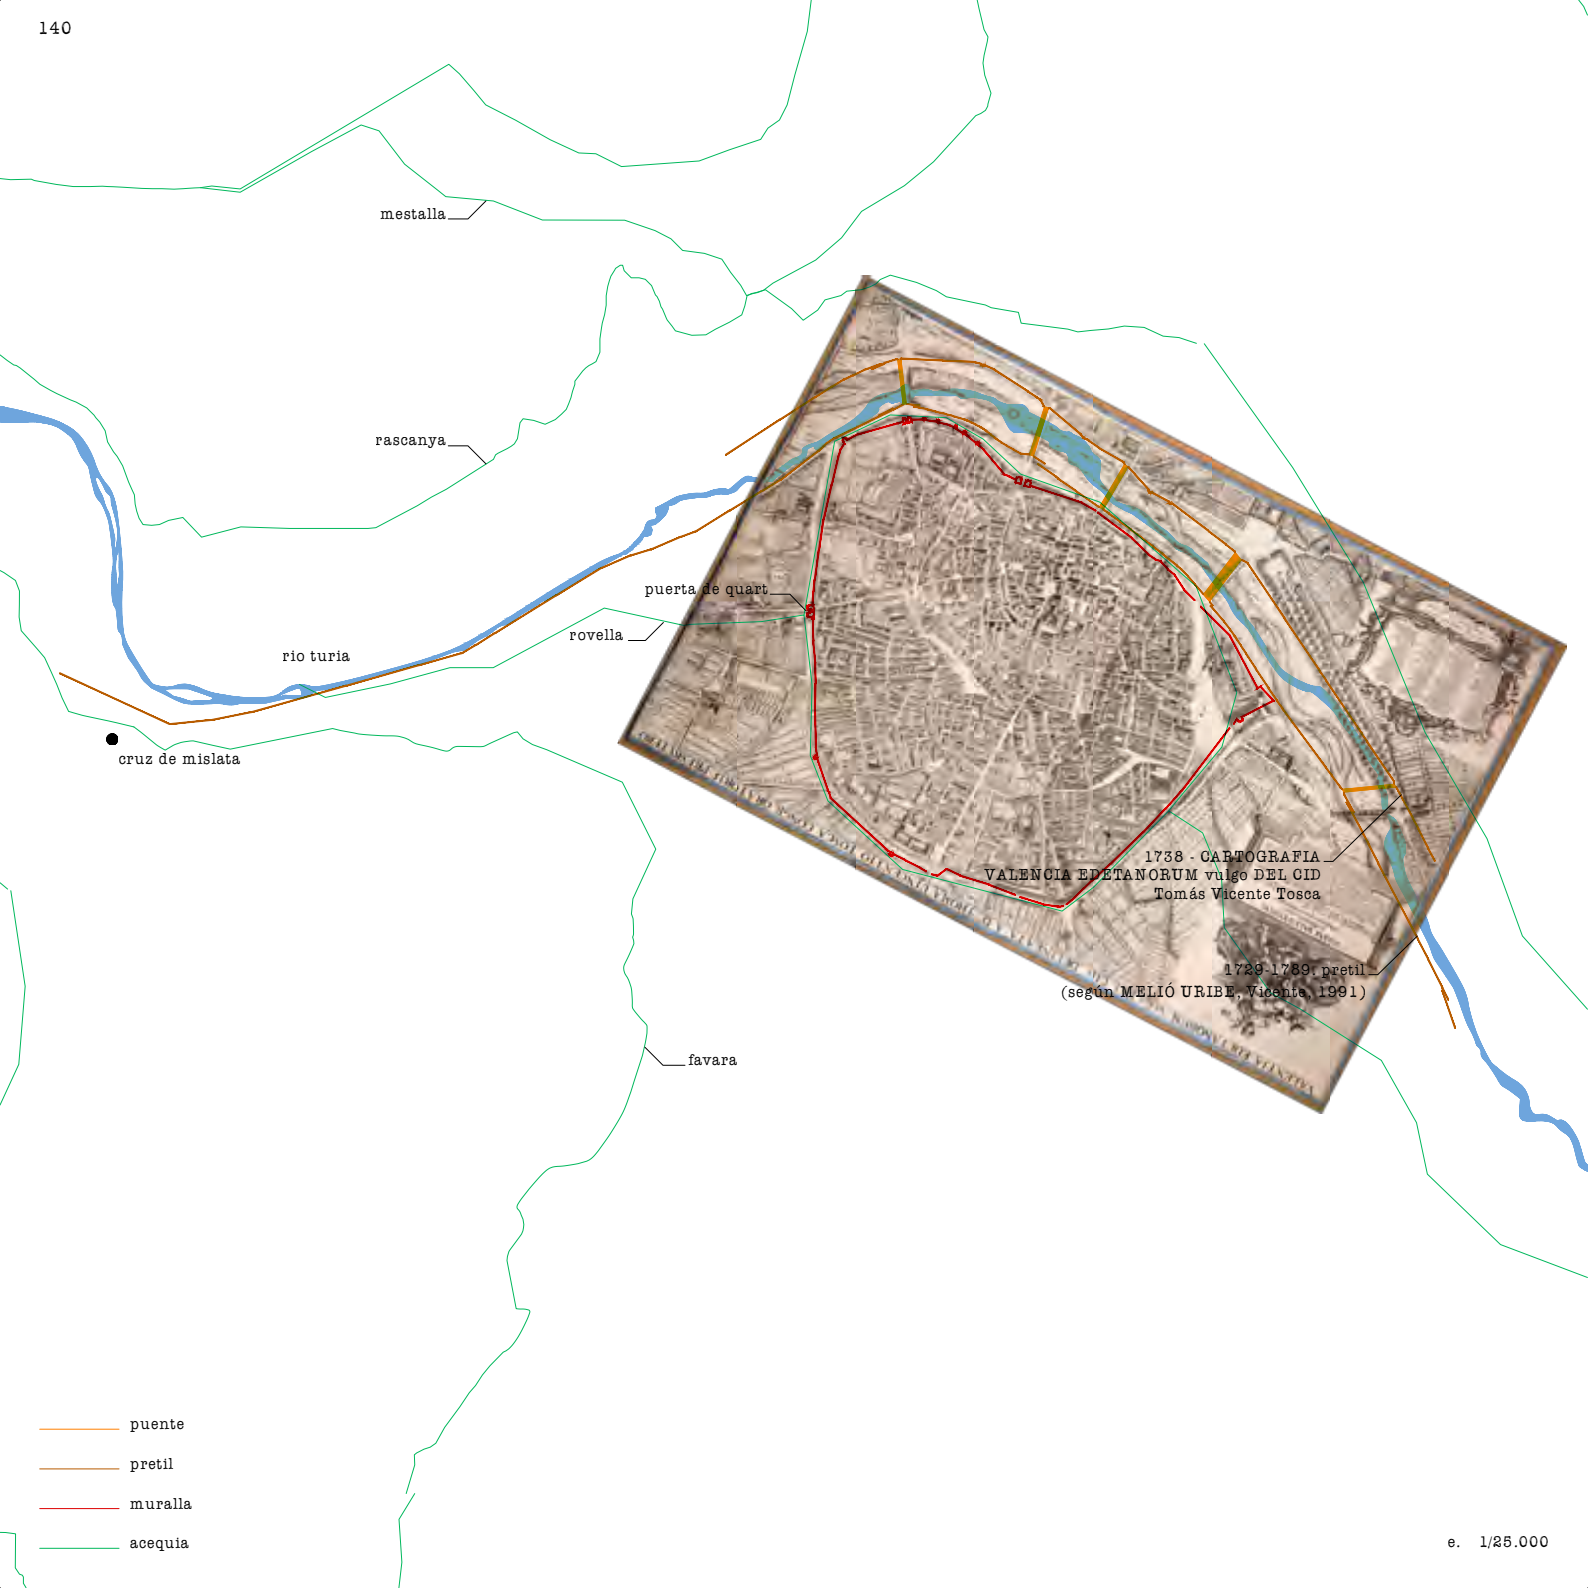 140
mestalla
rascanya
puerta de quart
rovella
rio turia
cruz de mislata
1738 - CARTOGRAFIA
VALENCIA EDETANORUM vulgo DEL CID
Tomás Vicente Tosca
1729-1789. pretil
(según MELIÓ URIBE, Vicente, 1991)
favara
puente
pretil
muralla
acequia
e. 1/25.000